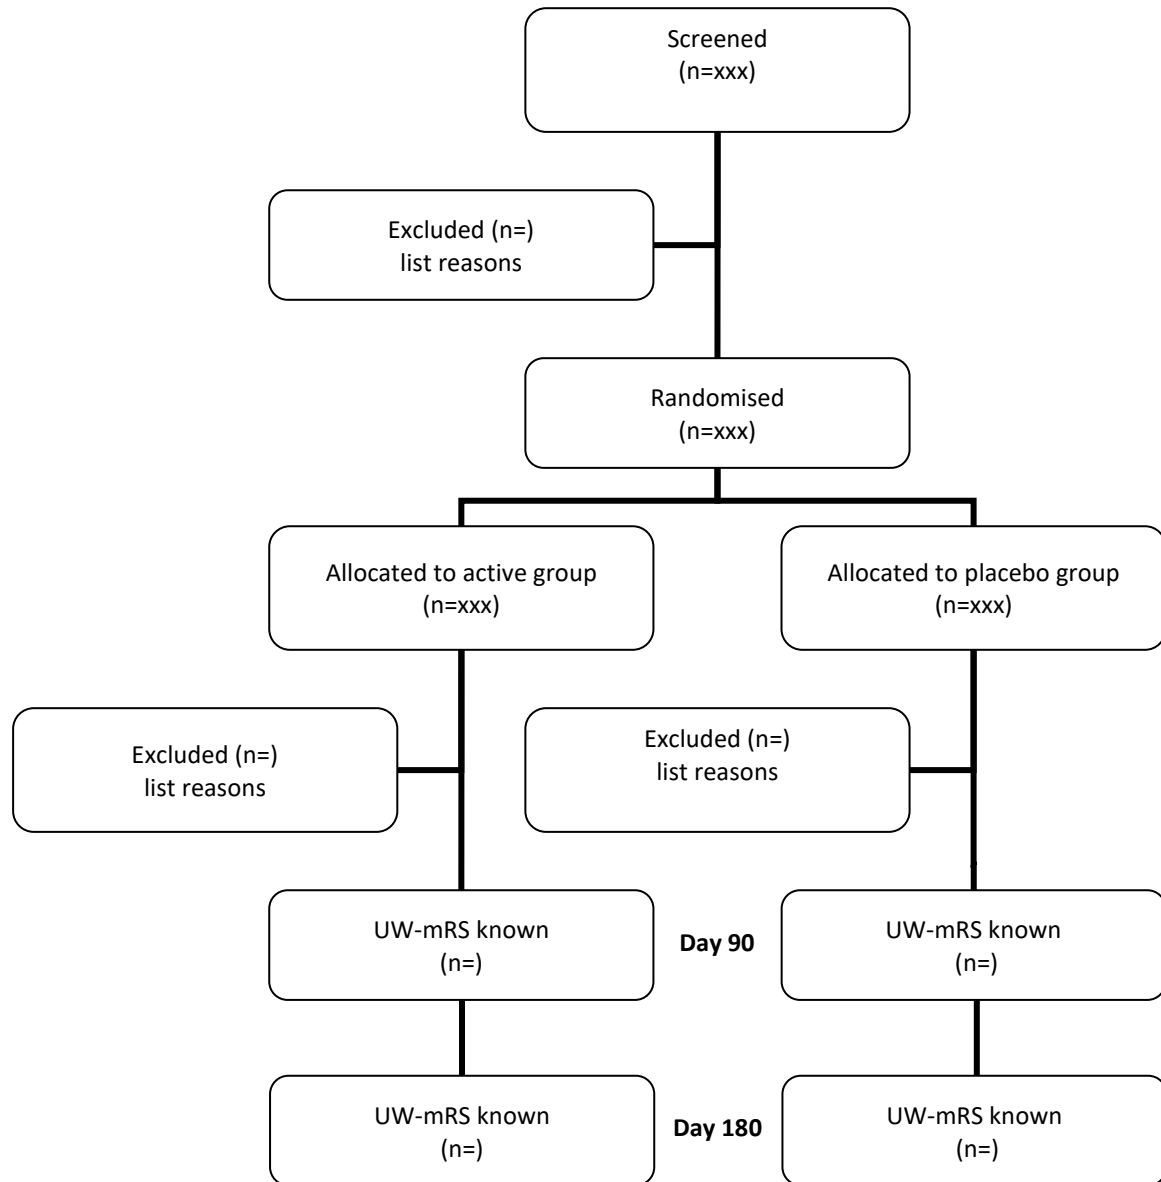 Screened
(n=xxx)
Excluded (n=)
list reasons
Randomised
(n=xxx)
Allocated to active group
(n=xxx)
Allocated to placebo group
(n=xxx)
Excluded (n=)
list reasons
Excluded (n=)
list reasons
UW-mRS known
(n=)
Day 90
UW-mRS known
(n=)
UW-mRS known
(n=)
Day 180
UW-mRS known
(n=)